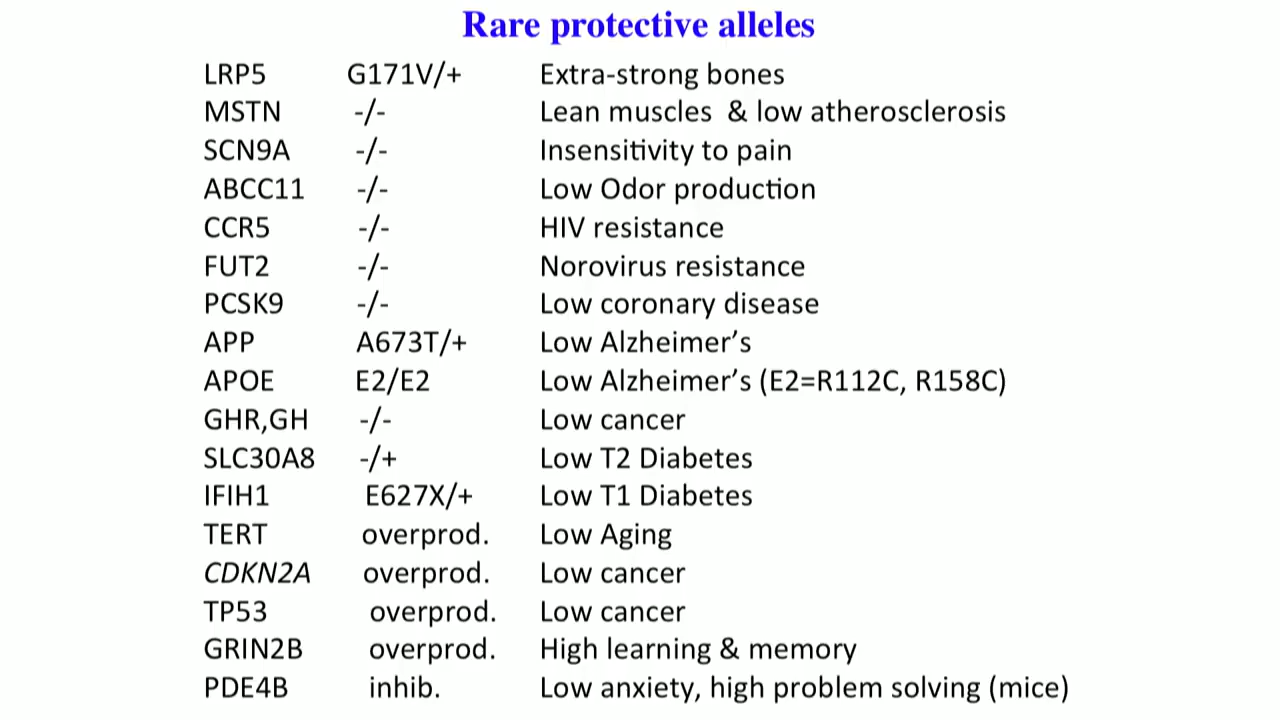 Rare protective alleles
LRP5 G171V/+ Extra-strong bones
MSTN -/- Lean muscles & low atherosclerosis
SCN9A -/- Insensitivity to pain
ABCC11 -/- Low Odor production
CCR5 -/- HIV resistance
FUT2 -/- Norovirus resistance
PCSK9 -/- Low coronary disease
APP A673T/+ Low Alzheimer’s
APOE E2/E2 Low Alzheimer’s (E2=R112C, R158C)
GHR,GH -/- Low cancer
SLC30A8 -/+ Low T2 Diabetes
IFIH1 E627X/+ Low T1 Diabetes
TERT overprod. Low Aging
CDKN2A overprod. Low cancer
TP53 overprod. Low cancer
GRIN2B overprod. High learning & memory
PDE4B inhib. Low anxiety, high problem solving (mice)